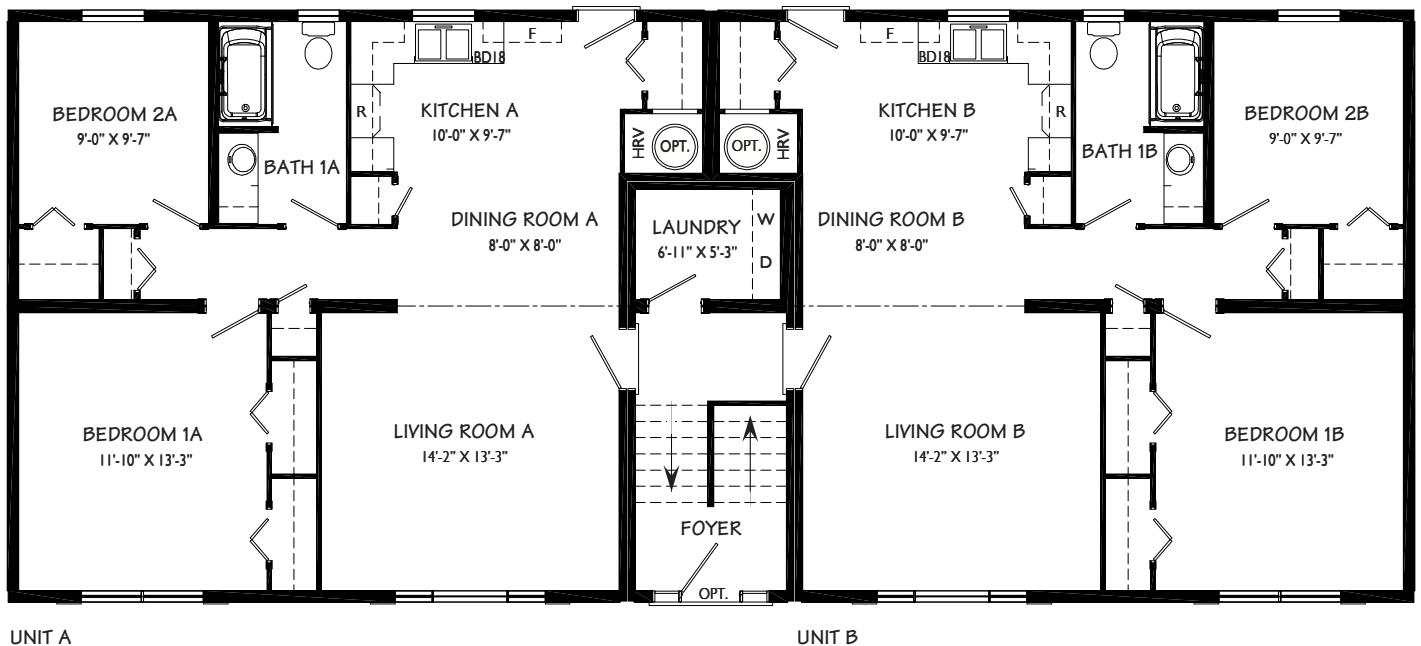 F
F
BD18
BD18
KITCHEN A
10'-0" X 9'-7"
KITCHEN B
10'-0" X 9'-7"
R
R
BEDROOM 2A
9'-0" X 9'-7"
BEDROOM 2B
9'-0" X 9'-7"
HRV
OPT.
OPT.
HRV
BATH 1A
BATH 1B
DINING ROOM A
8'-0" X 8'-0"
LAUNDRY
6'-11" X 5'-3"
W
D
DINING ROOM B
8'-0" X 8'-0"
BEDROOM 1A
11'-10" X 13'-3"
LIVING ROOM A
14'-2" X 13'-3"
LIVING ROOM B
14'-2" X 13'-3"
BEDROOM 1B
11'-10" X 13'-3"
FOYER
OPT.
UNIT A
UNIT B